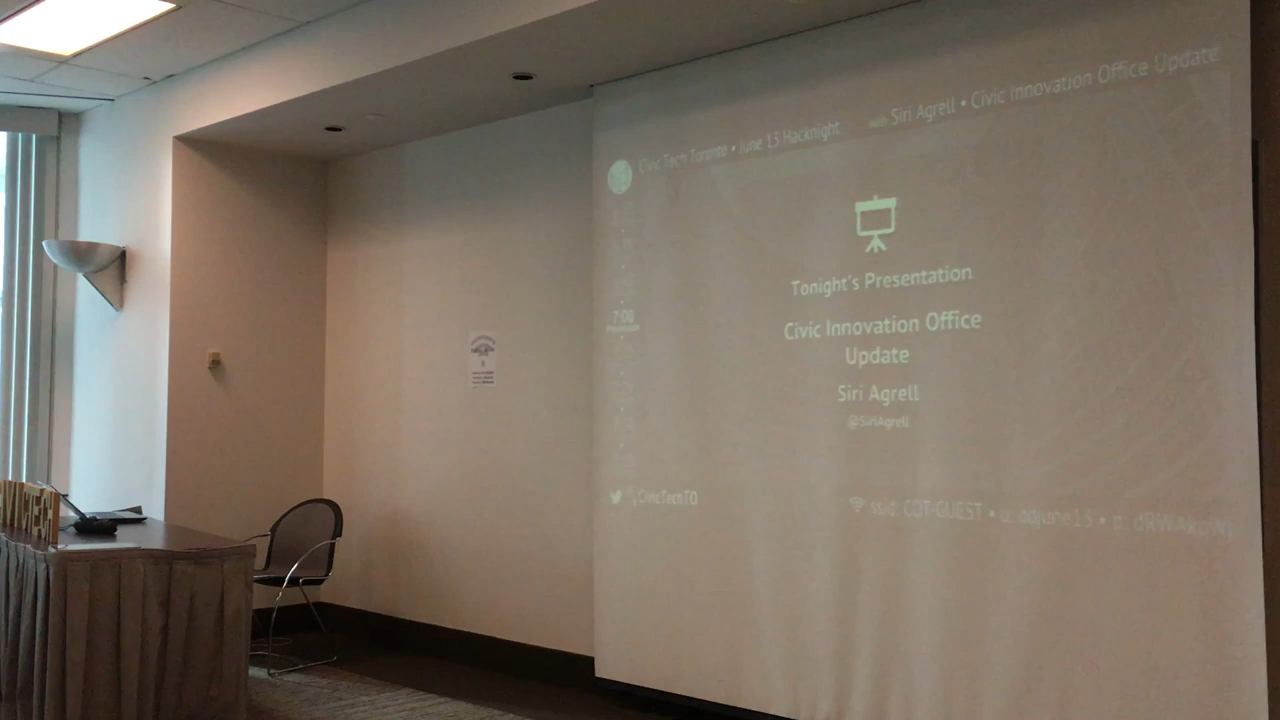 Civic Tech Toronto • June 13 Hacknight
with Siri Agrell • Civic Innovation Office Update
Tonight's Presentation
Civic Innovation Office
Update
Siri Agrell
@SiriAgrell
7:00
CivicTechTO
ssid: COT-GUEST •
VICTECH